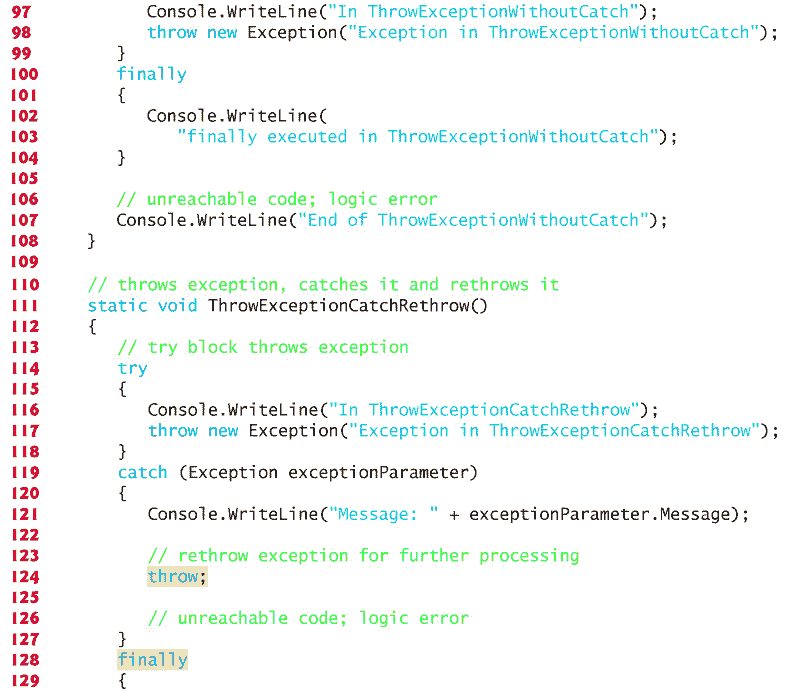 97 Console.WriteLine("In ThrowExceptionWithoutCatch");
98 throw new Exception("Exception in ThrowExceptionWithoutCatch");
99 }
100 finally
101 {
102 Console.WriteLine(
103 "finally executed in ThrowExceptionWithoutCatch");
104 }
105
106 // unreachable code; logic error
107 Console.WriteLine("End of ThrowExceptionWithoutCatch");
108 }
109
110 // throws exception, catches it and rethrows it
111 static void ThrowExceptionCatchRethrow()
112 {
113 // try block throws exception
114 try
115 {
116 Console.WriteLine("In ThrowExceptionCatchRethrow");
117 throw new Exception("Exception in ThrowExceptionCatchRethrow");
118 }
119 catch (Exception exceptionParameter)
120 {
121 Console.WriteLine("Message: " + exceptionParameter.Message);
122
123 // rethrow exception for further processing
124 throw;
125
126 // unreachable code; logic error
127 }
128 finally
129 {